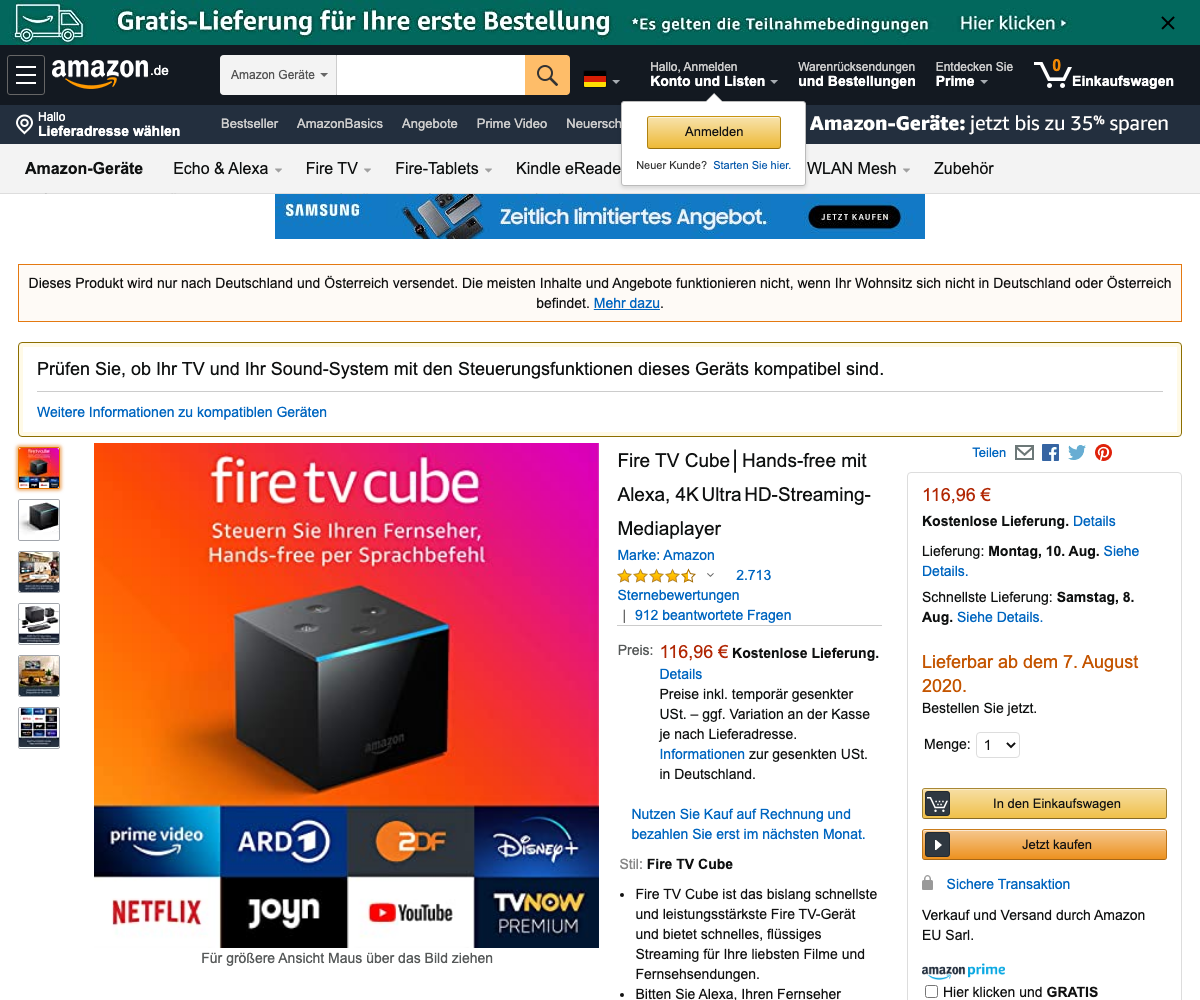 Gratis-Lieferung für Ihre erste Bestellung *Es gelten die Teilnahmebedingungen Hier klicken
amazon.de
Amazon Geräte
Hallo, Anmelden
Konto und Listen
Warenrücksendungen
und Bestellungen
Entdecken Sie
Prime
0
Einkaufswagen
Hallo
Lieferadresse wählen
Bestseller AmazonBasics Angebote Prime Video Neuersch
Amazon-Geräte: jetzt bis zu 35% sparen
Anmelden
Neuer Kunde? Starten Sie hier.
Amazon-Geräte Echo & Alexa Fire TV Fire-Tablets Kindle eReade WLAN Mesh Zubehör
SAMSUNG Zeitlich limitiertes Angebot. JETZT KAUFEN
Dieses Produkt wird nur nach Deutschland und Österreich versendet. Die meisten Inhalte und Angebote funktionieren nicht, wenn Ihr Wohnsitz sich nicht in Deutschland oder Österreich
befindet. Mehr dazu.
Prüfen Sie, ob Ihr TV und Ihr Sound-System mit den Steuerungsfunktionen dieses Geräts kompatibel sind.
Weitere Informationen zu kompatiblen Geräten
fire tv cube
Steuern Sie Ihren Fernseher,
Hands-free per Sprachbefehl
amazon
prime video ARD 1 ZDF Disney+
NETFLIX joyn YouTube TVNOW
PREMIUM
Für größere Ansicht Maus über das Bild ziehen
Fire TV Cube│Hands-free mit
Alexa, 4K Ultra HD-Streaming-
Mediaplayer
Marke: Amazon
2.713
Sternebewertungen
| 912 beantwortete Fragen
Preis: 116,96 € Kostenlose Lieferung.
Details
Preise inkl. temporär gesenkter
USt. – ggf. Variation an der Kasse
je nach Lieferadresse.
Informationen zur gesenkten USt.
in Deutschland.
Nutzen Sie Kauf auf Rechnung und
bezahlen Sie erst im nächsten Monat.
Stil: Fire TV Cube
• Fire TV Cube ist das bislang schnellste
und leistungsstärkste Fire TV-Gerät
und bietet schnelles, flüssiges
Streaming für Ihre liebsten Filme und
Fernsehsendungen.
• Bitten Sie Alexa, Ihren Fernseher
Teilen
116,96 €
Kostenlose Lieferung. Details
Lieferung: Montag, 10. Aug. Siehe
Details.
Schnellste Lieferung: Samstag, 8.
Aug. Siehe Details.
Lieferbar ab dem 7. August
2020.
Bestellen Sie jetzt.
Menge: 1
In den Einkaufswagen
Jetzt kaufen
Sichere Transaktion
Verkauf und Versand durch Amazon
EU Sarl.
amazon prime
Hier klicken und GRATIS